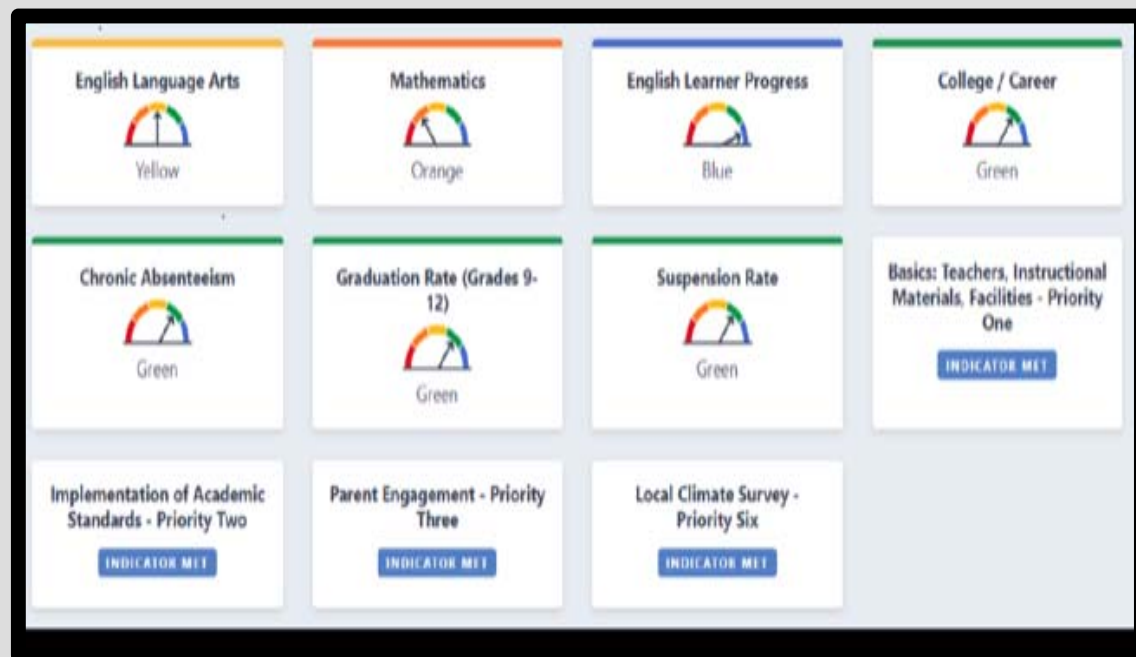 English Language Arts
Yellow
Mathematics
Orange
English Learner Progress
Blue
College / Career
Green
Chronic Absenteeism
Green
Graduation Rate (Grades 9-
12)
Green
Suspension Rate
Green
Basics: Teachers, Instructional
Materials, Facilities - Priority
One
INDICATOR MET
Implementation of Academic
Standards - Priority Two
INDICATOR MET
Parent Engagement - Priority
Three
INDICATOR MET
Local Climate Survey -
Priority Six
INDICATOR MET